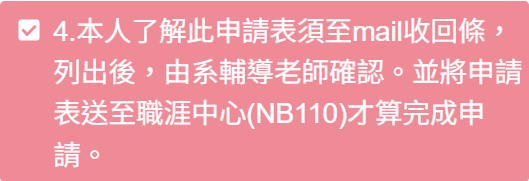 4.本人了解此申請表須至mail收回條，
列出後，由系輔導老師確認。並將申請
表送至職涯中心(NB110)才算完成申
請。